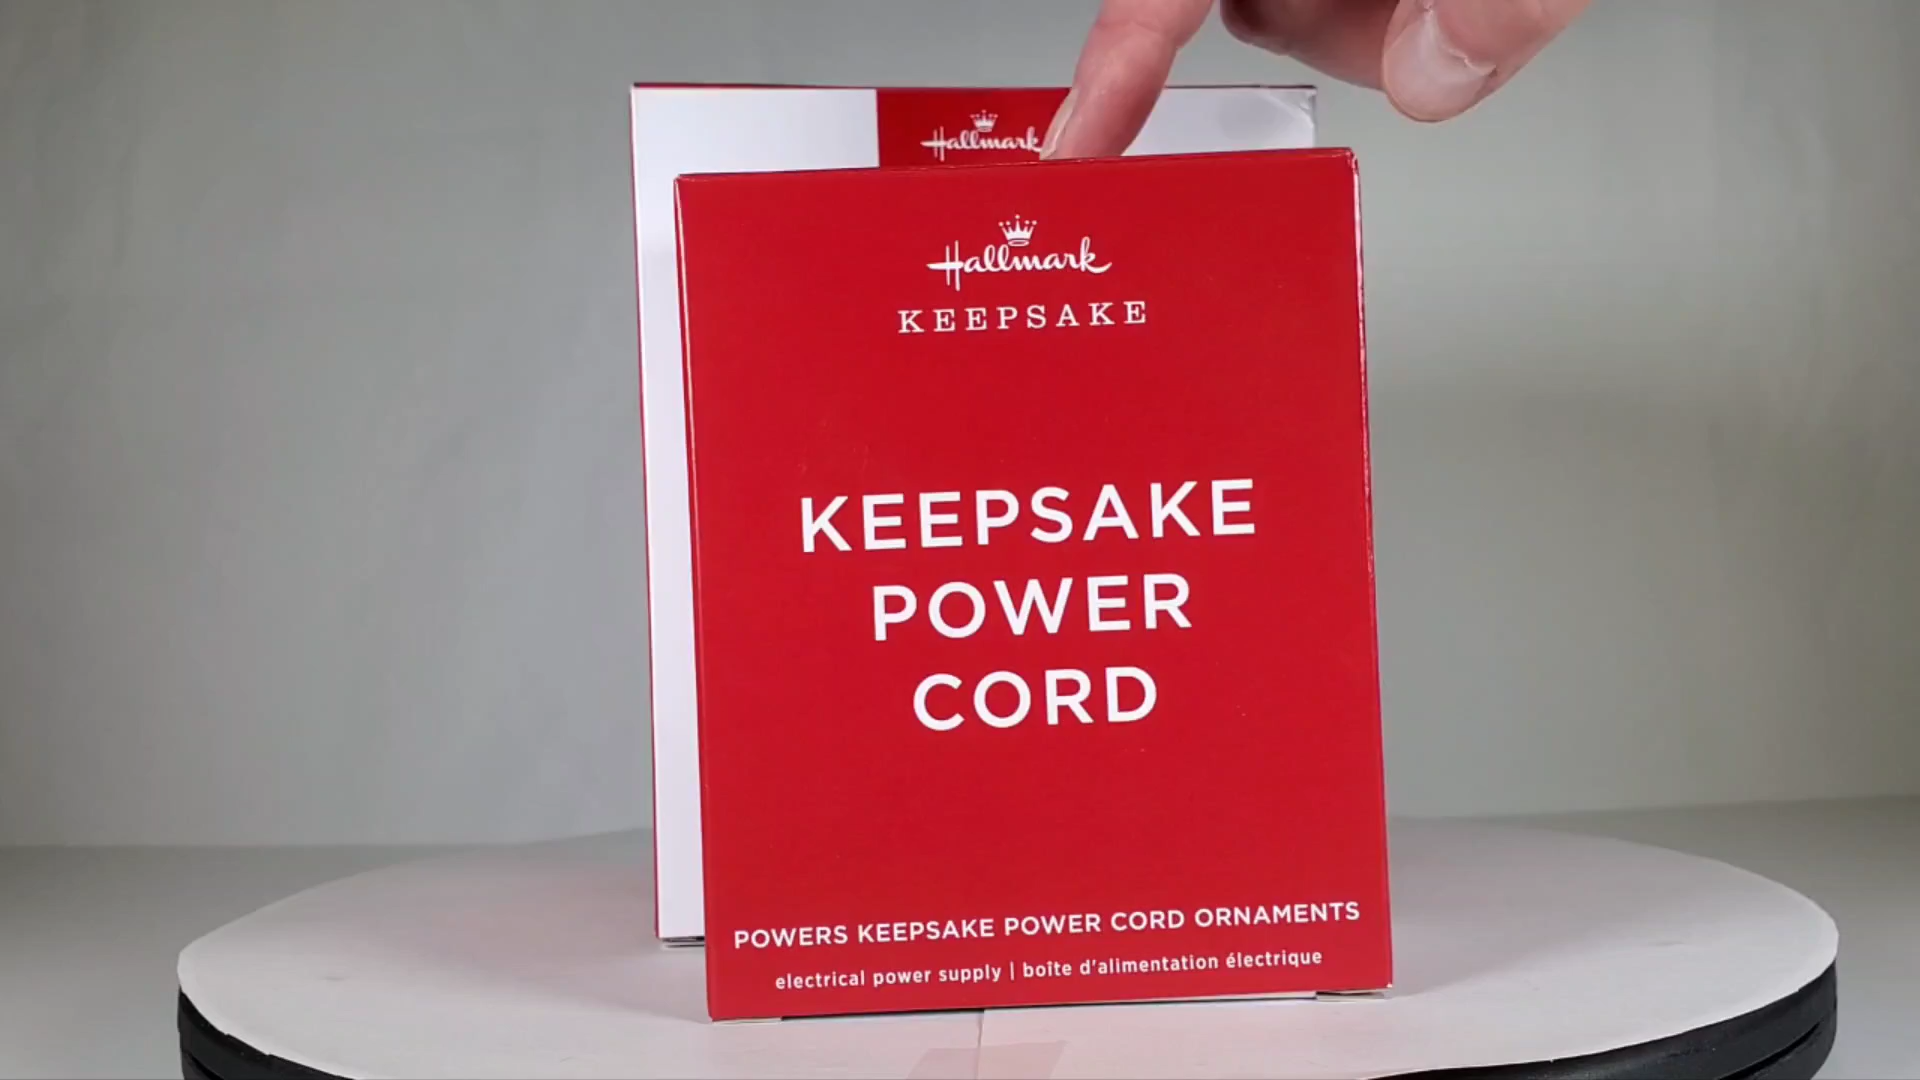 Hallmark
Hallmark
KEEPSAKE
KEEPSAKE
POWER
CORD
POWERS KEEPSAKE POWER CORD ORNAMENTS
electrical power supply | boîte d'alimentation électrique